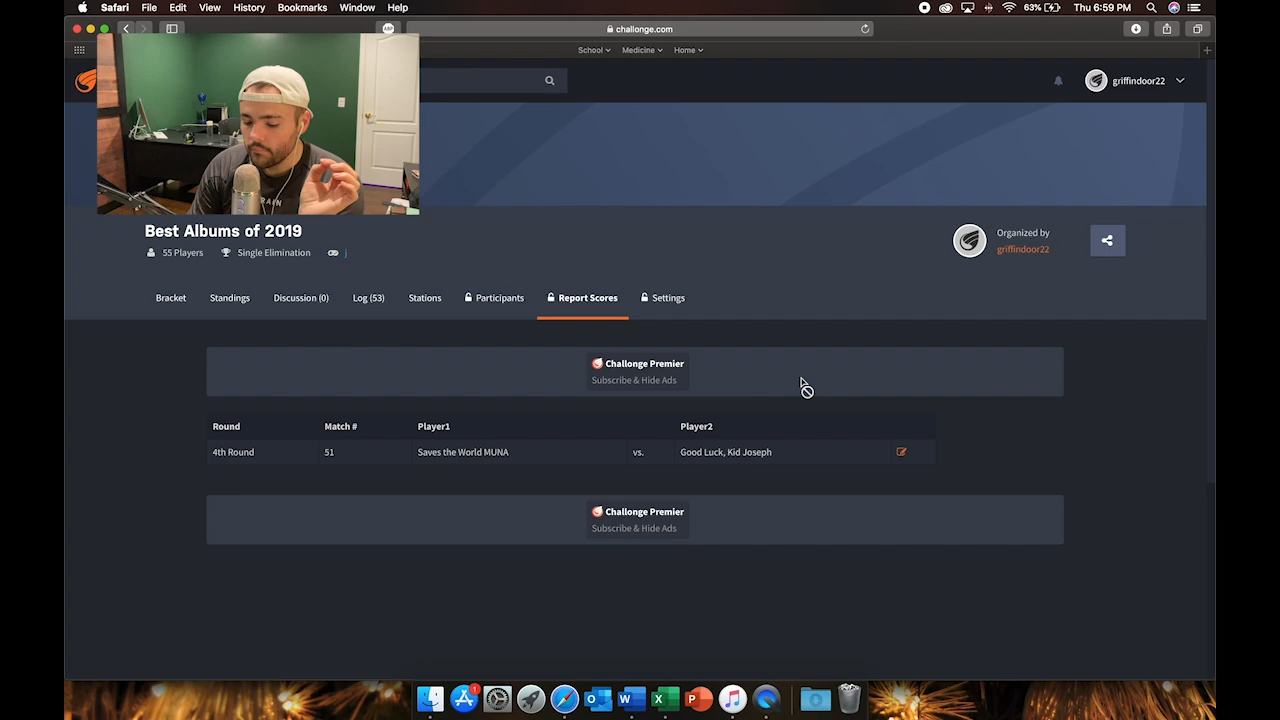 Safari File Edit View History Bookmarks Window Help 63% Thu 6:59 PM
ABP challonge.com
School Medicine Home
griffindoor22
RAIN
Best Albums of 2019
55 Players Single Elimination j
Organized by
griffindoor22
Bracket Standings Discussion (0) Log (53) Stations Participants Report Scores Settings
Challonge Premier
Subscribe & Hide Ads
Round Match # Player1 Player2
4th Round 51 Saves the World MUNA vs. Good Luck, Kid Joseph
Challonge Premier
Subscribe & Hide Ads
1